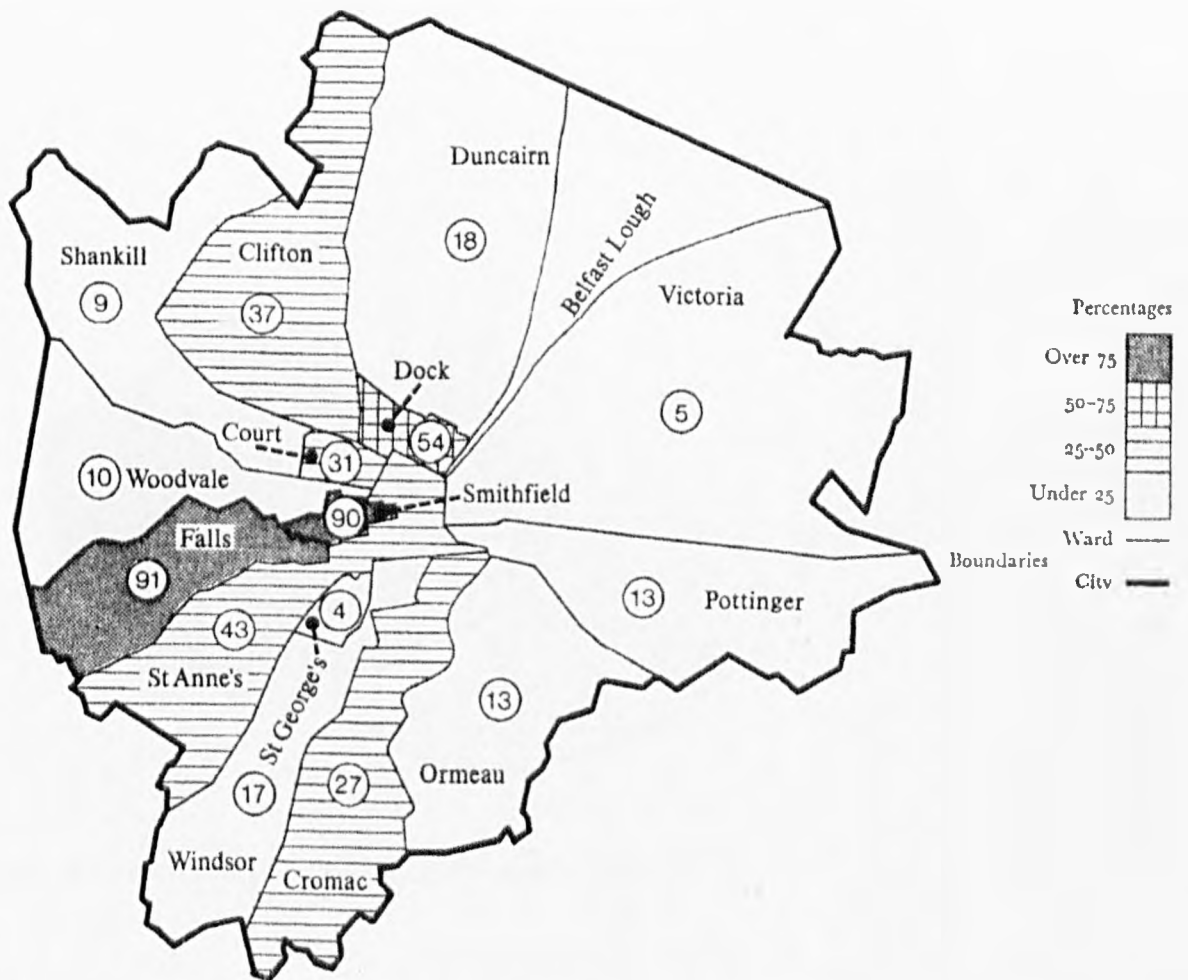 Duncairn
18
Belfast Lough
Shankill
9
Clifton
37
Victoria
5
Dock
54
Court
31
10 Woodvale
Smithfield
90
Falls
91
4
43
St Anne's
St George's
13
Pottinger
13
Ormeau
17
27
Windsor
Cromac
Percentages
Over 75
50-75
25-50
Under 25
Ward
Boundaries
City